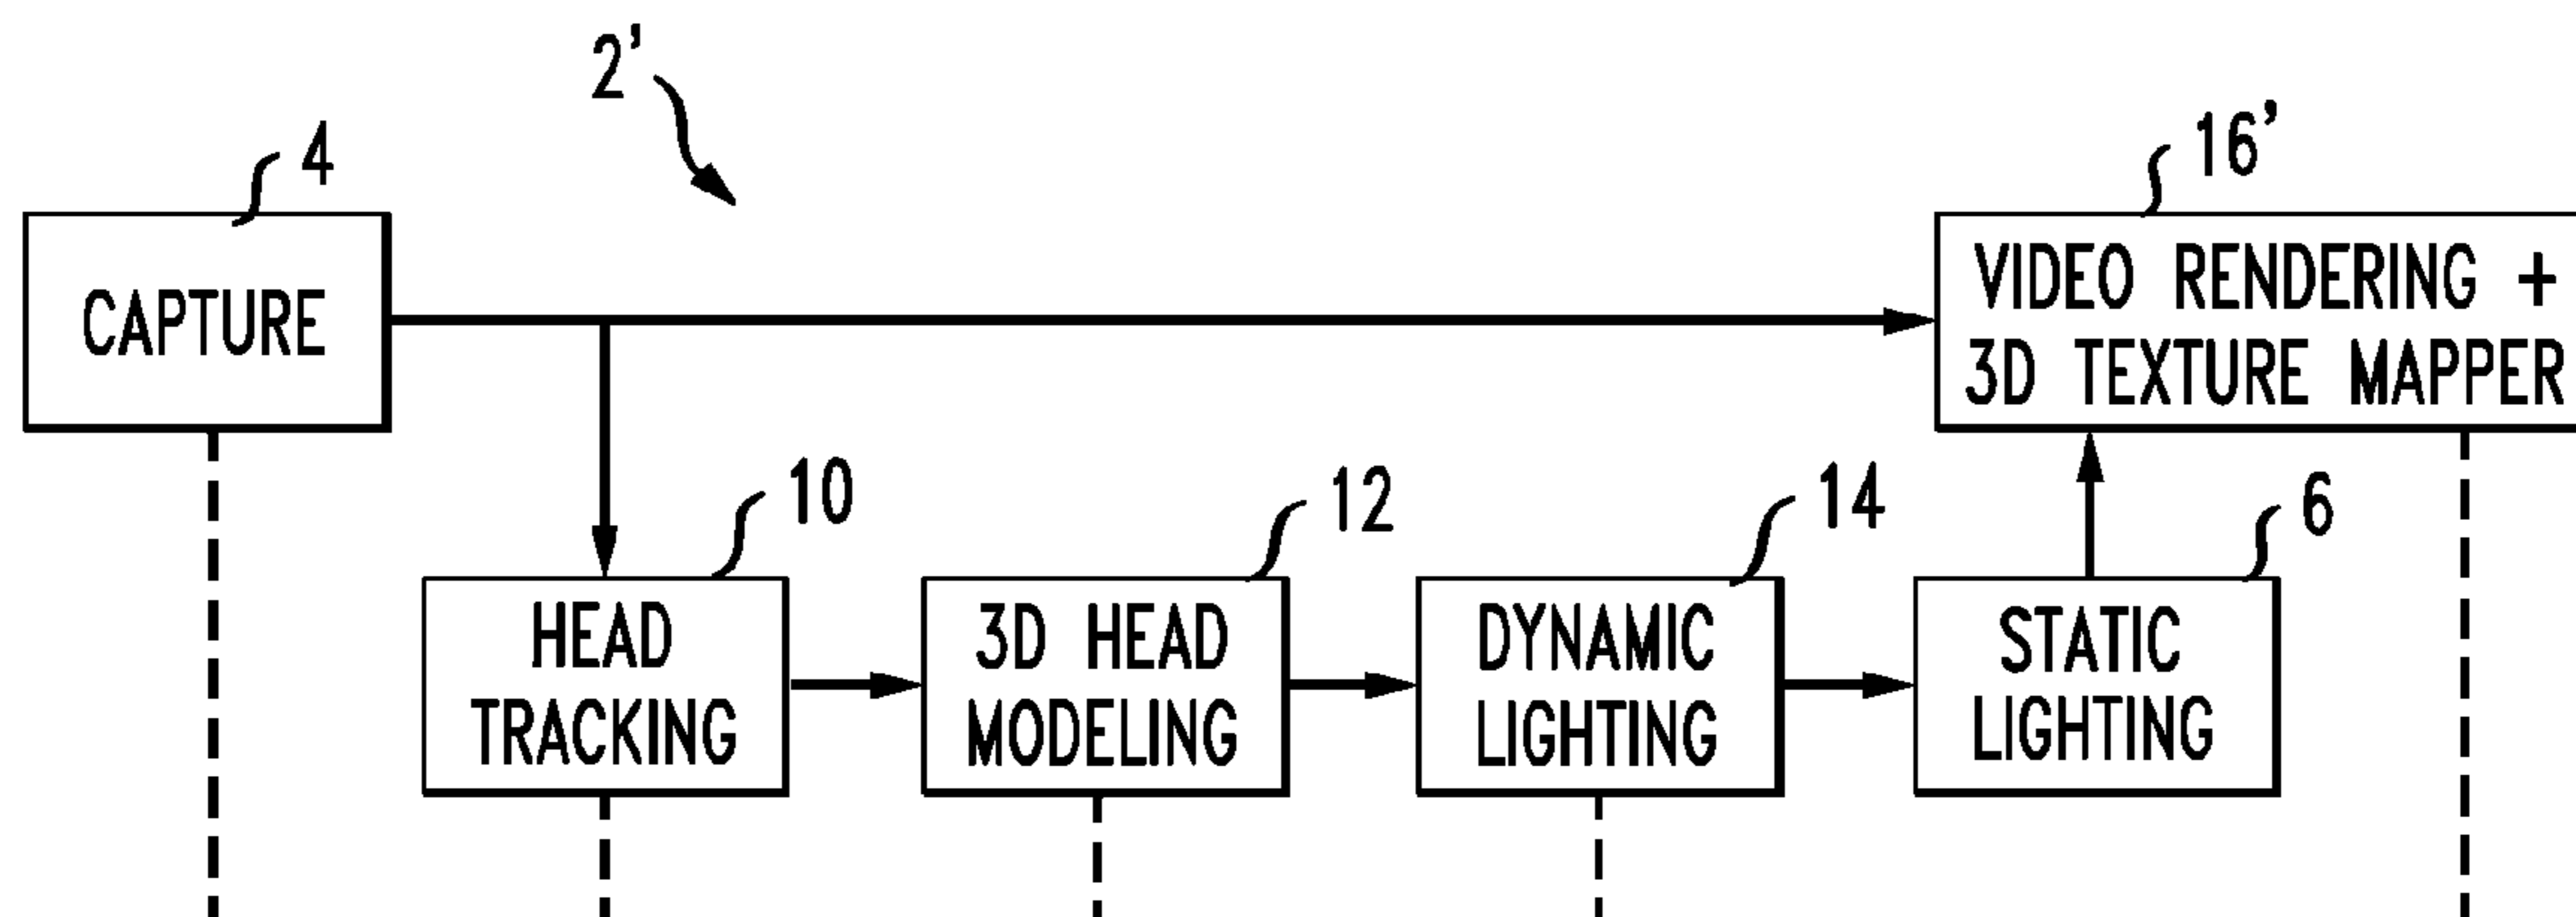 2'
4
16'
CAPTURE
VIDEO RENDERING +
3D TEXTURE MAPPER
10
12
14
6
HEAD
TRACKING
3D HEAD
MODELING
DYNAMIC
LIGHTING
STATIC
LIGHTING